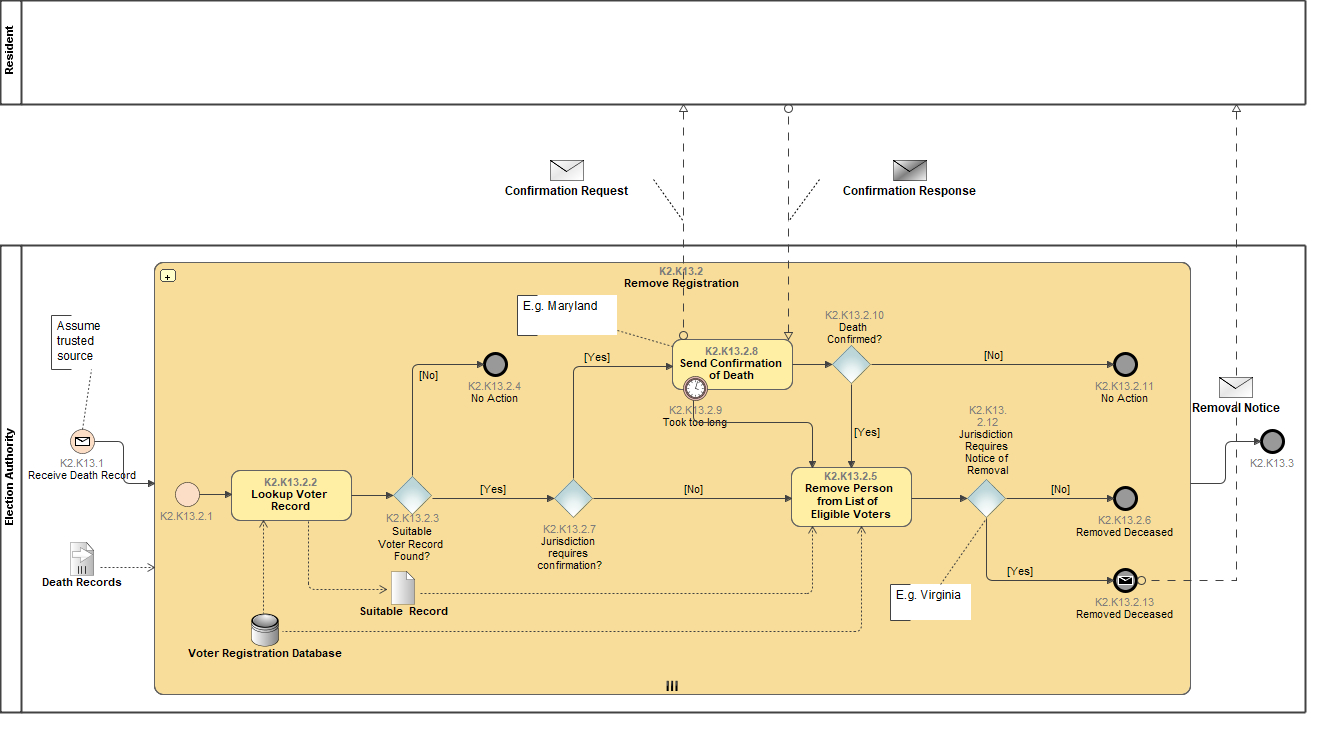 Resident
Confirmation Request
Confirmation Response
Election Authority
K2.K13.2
Remove Registration
E.g. Maryland
Assume
trusted
source
K2.K13.1
Receive Death Record
Death Records
K2.K13.2.1
K2.K13.2.2
Lookup Voter
Record
[No]
K2.K13.2.4
No Action
K2.K13.2.3
Suitable
Voter Record
Found?
[Yes]
K2.K13.2.7
Jurisdiction
requires
confirmation?
[Yes]
[No]
K2.K13.2.8
Send Confirmation
of Death
K2.K13.2.9
Took too long
K2.K13.2.10
Death
Confirmed?
[No]
[Yes]
K2.K13.2.11
No Action
K2.K13.2.5
Remove Person
from List of
Eligible Voters
K2.K13.
2.12
Jurisdiction
Requires
Notice of
Removal
[No]
K2.K13.2.6
Removed Deceased
[Yes]
K2.K13.2.13
Removed Deceased
E.g. Virginia
Suitable Record
Voter Registration Database
Removal Notice
K2.K13.3